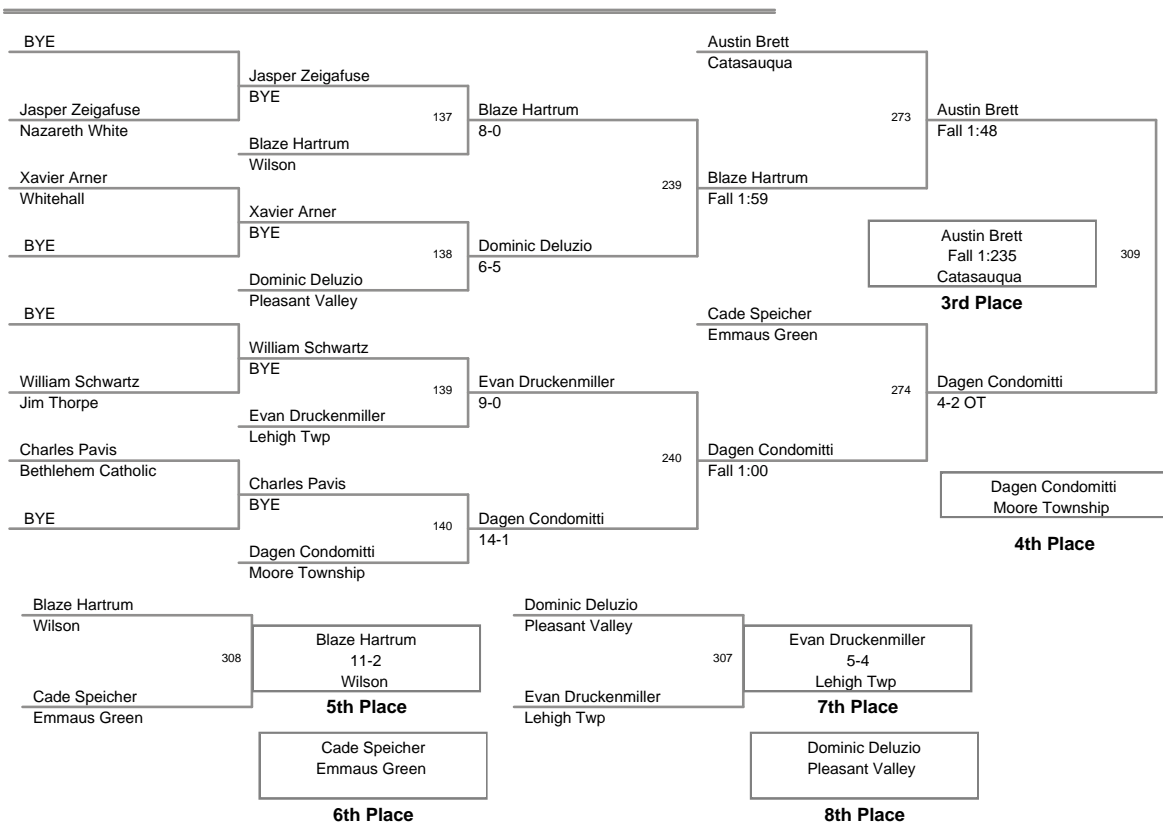 BYE
Jasper Zeigafuse
Nazareth White
Xavier Arner
Whitehall
BYE
BYE
William Schwartz
Jim Thorpe
Charles Pavis
Bethlehem Catholic
BYE
Jasper Zeigafuse
BYE
137
Blaze Hartrum
Wilson
Xavier Arner
BYE
138
Dominic Deluzio
Pleasant Valley
William Schwartz
BYE
139
Evan Druckenmiller
Lehigh Twp
Charles Pavis
BYE
140
Dagen Condomitti
Moore Township
Blaze Hartrum
8-0
239
Dominic Deluzio
6-5
Evan Druckenmiller
9-0
240
Dagen Condomitti
14-1
Austin Brett
Catasauqua
273
Blaze Hartrum
Fall 1:59
Cade Speicher
Emmaus Green
274
Dagen Condomitti
Fall 1:00
Austin Brett
Fall 1:48
309
Dagen Condomitti
4-2 OT
Austin Brett
Fall 1:235
Catasauqua
3rd Place
Dagen Condomitti
Moore Township
4th Place
Blaze Hartrum
Wilson
308
Cade Speicher
Emmaus Green
Blaze Hartrum
11-2
Wilson
5th Place
Cade Speicher
Emmaus Green
6th Place
Dominic Deluzio
Pleasant Valley
307
Evan Druckenmiller
Lehigh Twp
Evan Druckenmiller
5-4
Lehigh Twp
7th Place
Dominic Deluzio
Pleasant Valley
8th Place